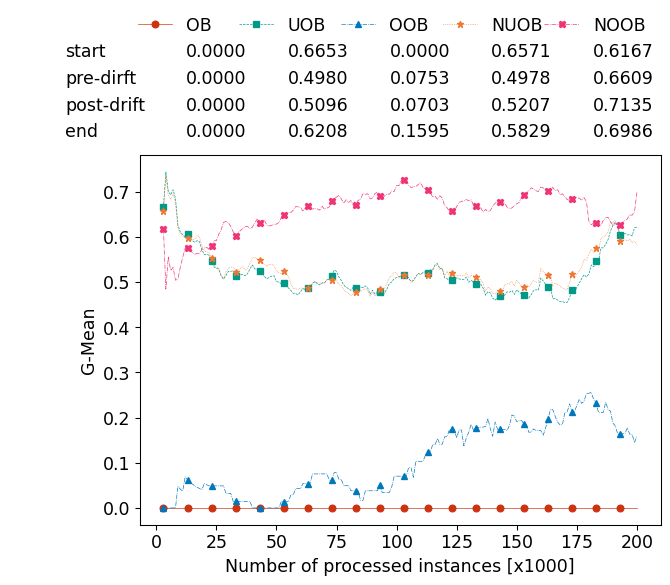 OB UOB OOB NUOB NOOB
start 0.0000 0.6653 0.0000 0.6571 0.6167
pre-dirft 0.0000 0.4980 0.0753 0.4978 0.6609
post-drift 0.0000 0.5096 0.0703 0.5207 0.7135
end 0.0000 0.6208 0.1595 0.5829 0.6986
0.7
0.6
0.5
0.4
0.3
0.2
0.1
0.0
G-Mean
0 25 50 75 100 125 150 175 200
Number of processed instances [x1000]